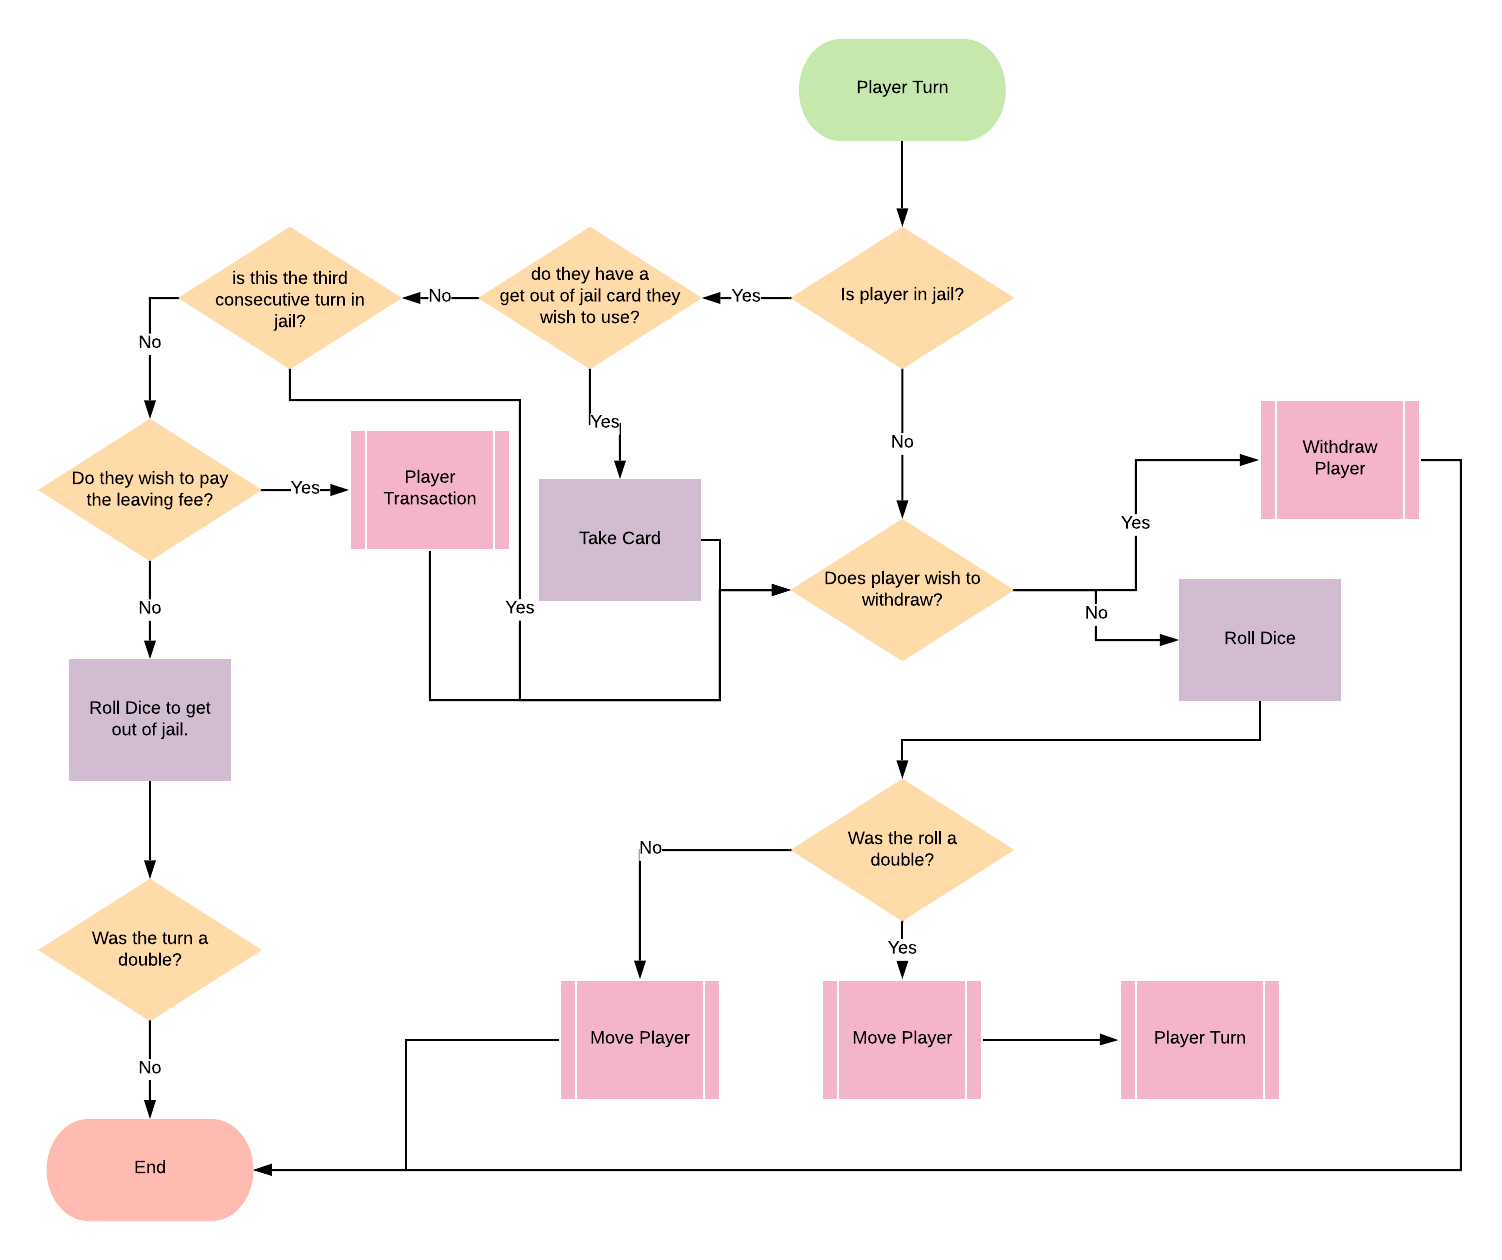 Player Turn
is this the third
consecutive turn in
jail?
No
do they have a
get out of jail card they
wish to use?
Yes
Is player in jail?
No
Yes
No
Do they wish to pay
the leaving fee?
Yes
Player
Transaction
Withdraw
Player
Yes
Take Card
Does player wish to
withdraw?
No
Yes
No
Roll Dice
Roll Dice to get
out of jail.
Was the roll a
double?
No
Yes
Was the turn a
double?
No
Move Player
Move Player
Player Turn
End